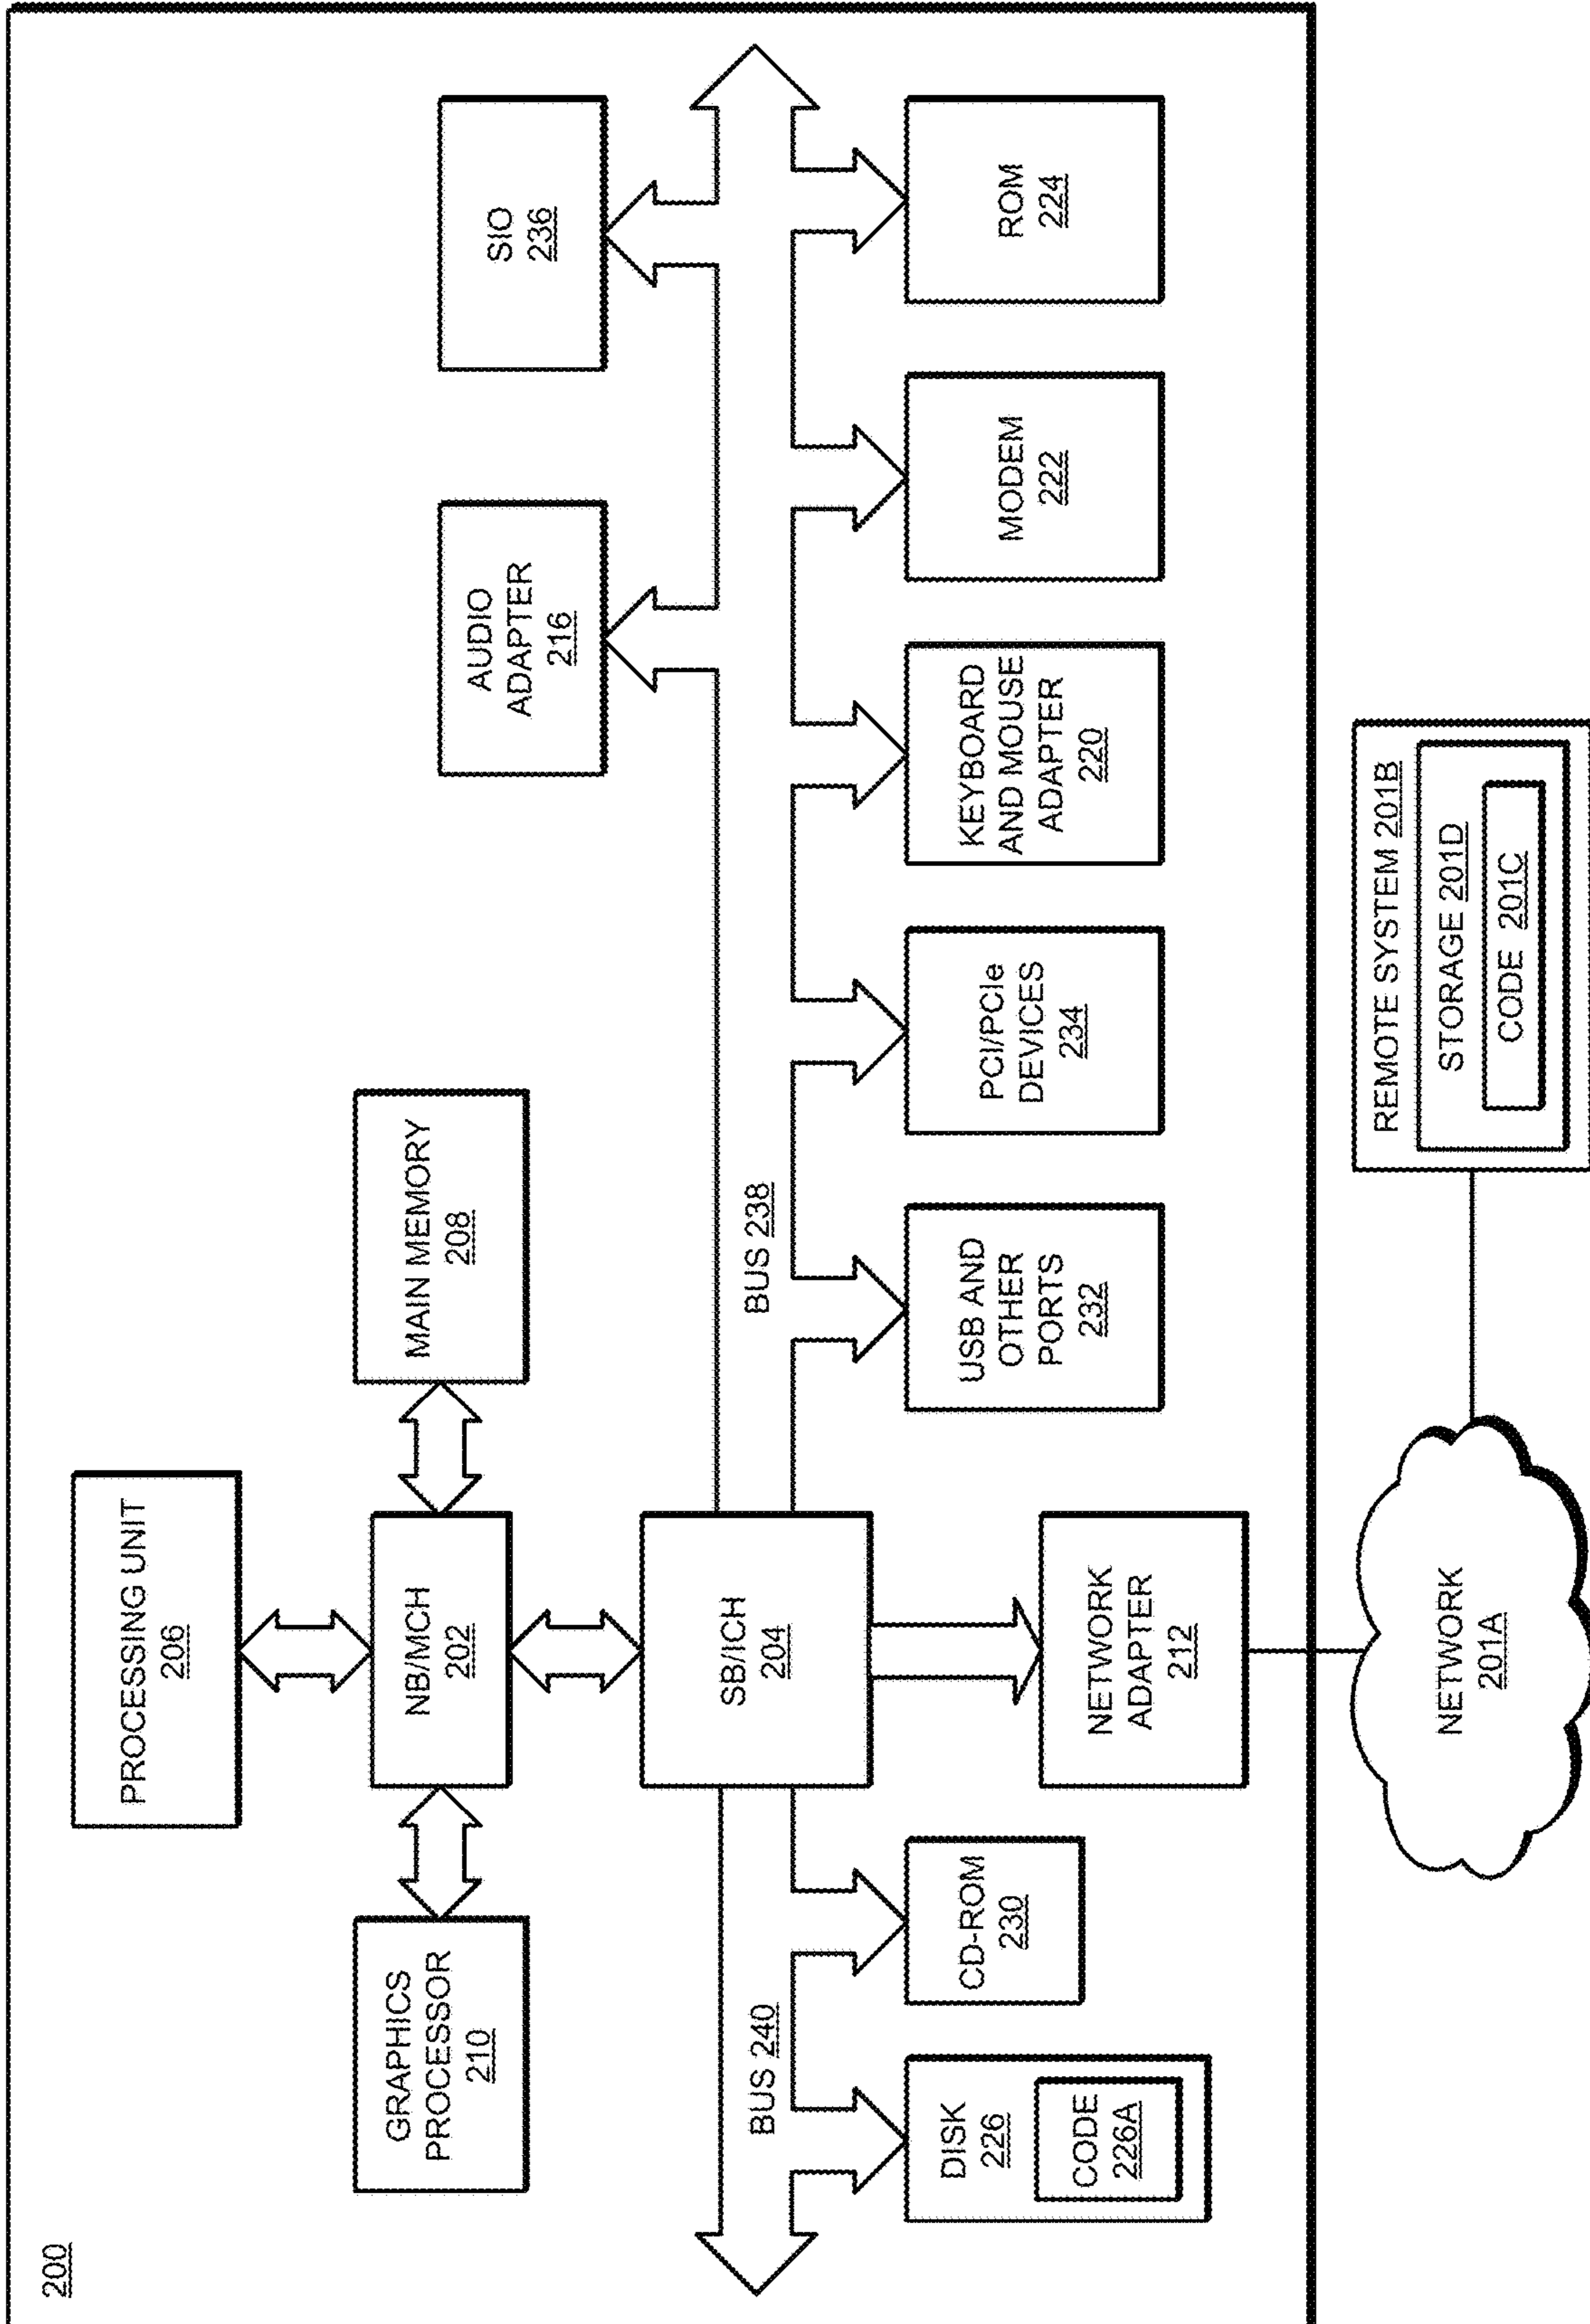 200
PROCESSING UNIT
206
GRAPHICS
PROCESSOR
210
NB/MCH
202
MAIN MEMORY
208
AUDIO
ADAPTER
216
SIO
236
SB/ICH
204
BUS 240
BUS 238
DISK
226
CODE
226A
CD-ROM
230
NETWORK
ADAPTER
212
USB AND
OTHER
PORTS
232
PCI/PCIe
DEVICES
234
KEYBOARD
AND MOUSE
ADAPTER
220
MODEM
222
ROM
224
NETWORK
201A
REMOTE SYSTEM 201B
STORAGE 201D
CODE 201C